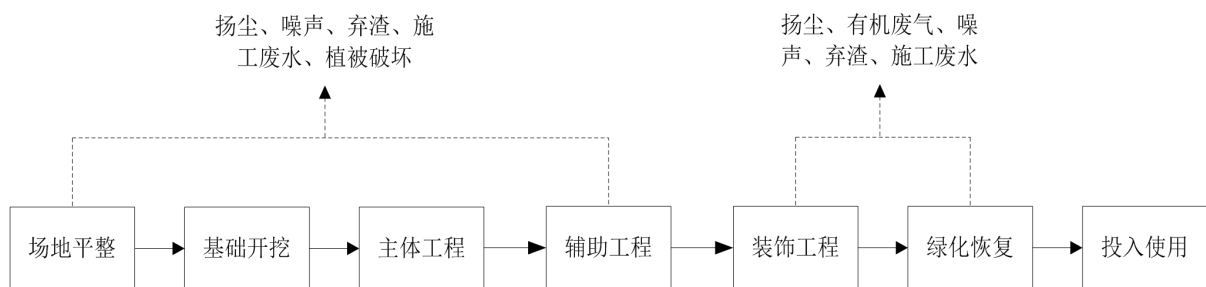 扬尘、噪声、弃渣、施
工废水、植被破坏
扬尘、有机废气、噪
声、弃渣、施工废水
场地平整
基础开挖
主体工程
辅助工程
装饰工程
绿化恢复
投入使用